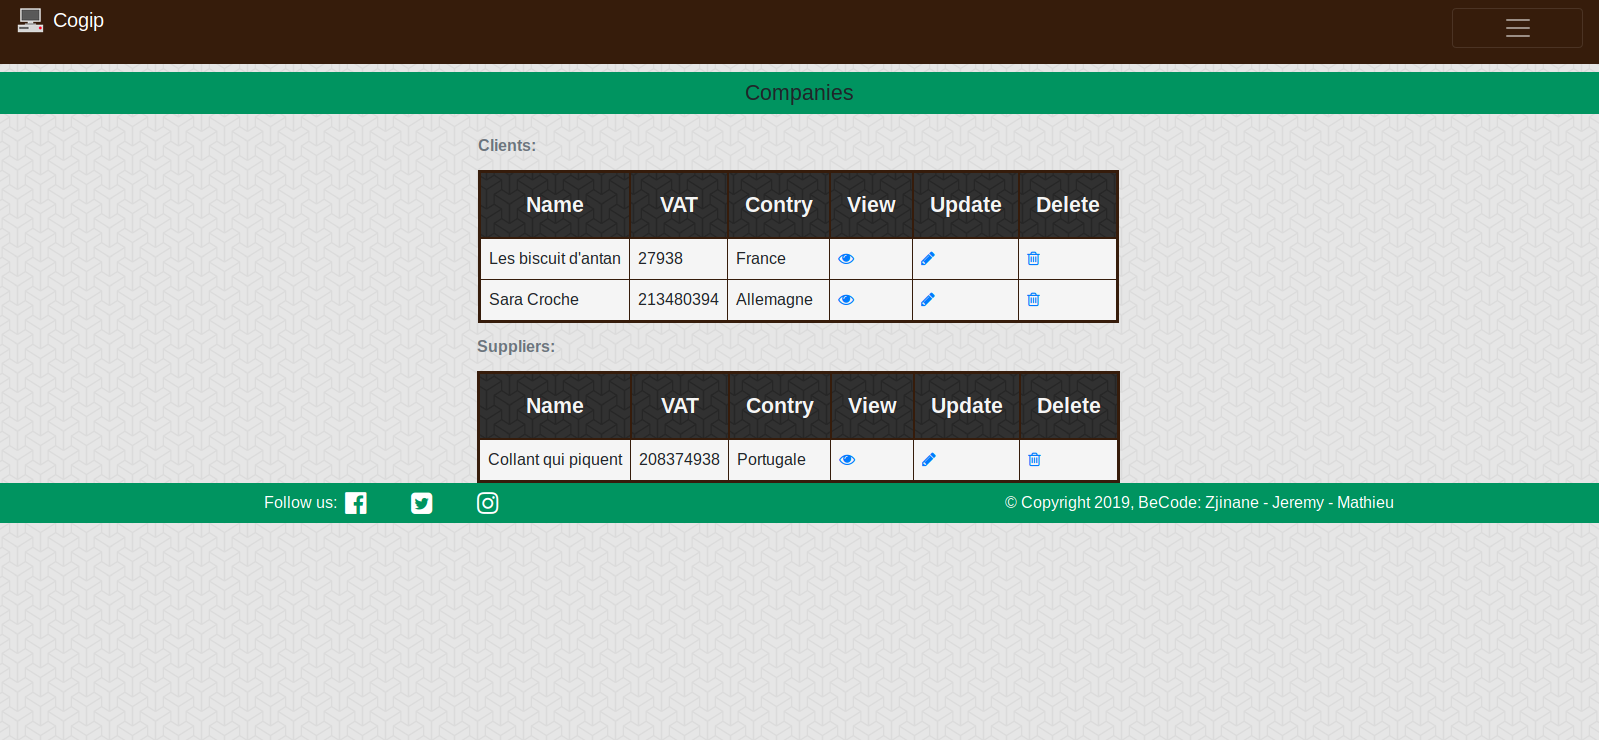 Cogip
Companies
Clients:
Name VAT Contry View Update Delete
Les biscuit d'antan 27938 France
Sara Croche 213480394 Allemagne
Suppliers:
Name VAT Contry View Update Delete
Collant qui piquent 208374938 Portugale
Follow us: © Copyright 2019, BeCode: Zjinane - Jeremy - Mathieu